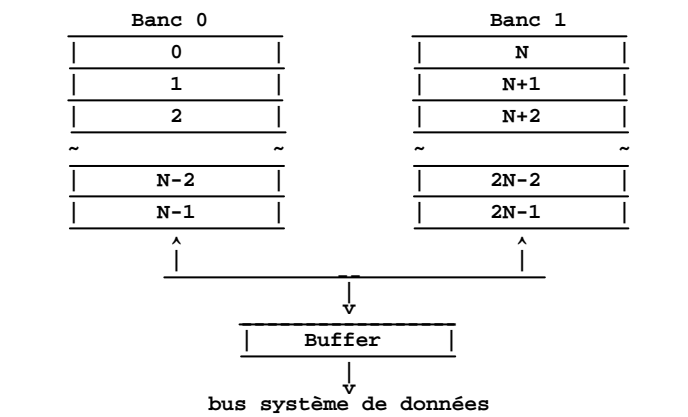 Banc 0 Banc 1
0 N
1 N+1
2 N+2
~ ~ ~ ~
N-2 2N-2
N-1 2N-1
Buffer
bus système de données